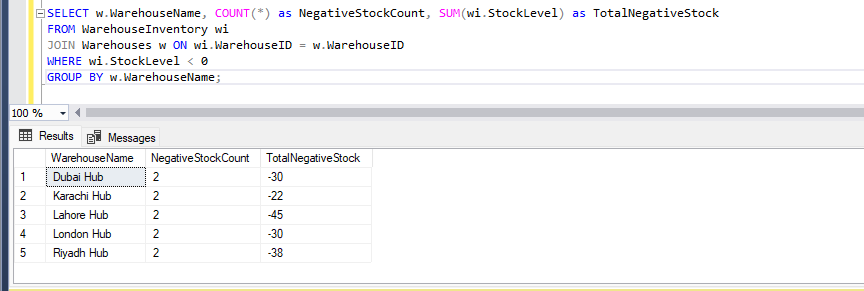 SELECT w.WarehouseName, COUNT(*) as NegativeStockCount, SUM(wi.StockLevel) as TotalNegativeStock
FROM WarehouseInventory wi
JOIN Warehouses w ON wi.WarehouseID = w.WarehouseID
WHERE wi.StockLevel < 0
GROUP BY w.WarehouseName;
100 %
Results Messages
WarehouseName NegativeStockCount TotalNegativeStock
1 Dubai Hub 2 -30
2 Karachi Hub 2 -22
3 Lahore Hub 2 -45
4 London Hub 2 -30
5 Riyadh Hub 2 -38